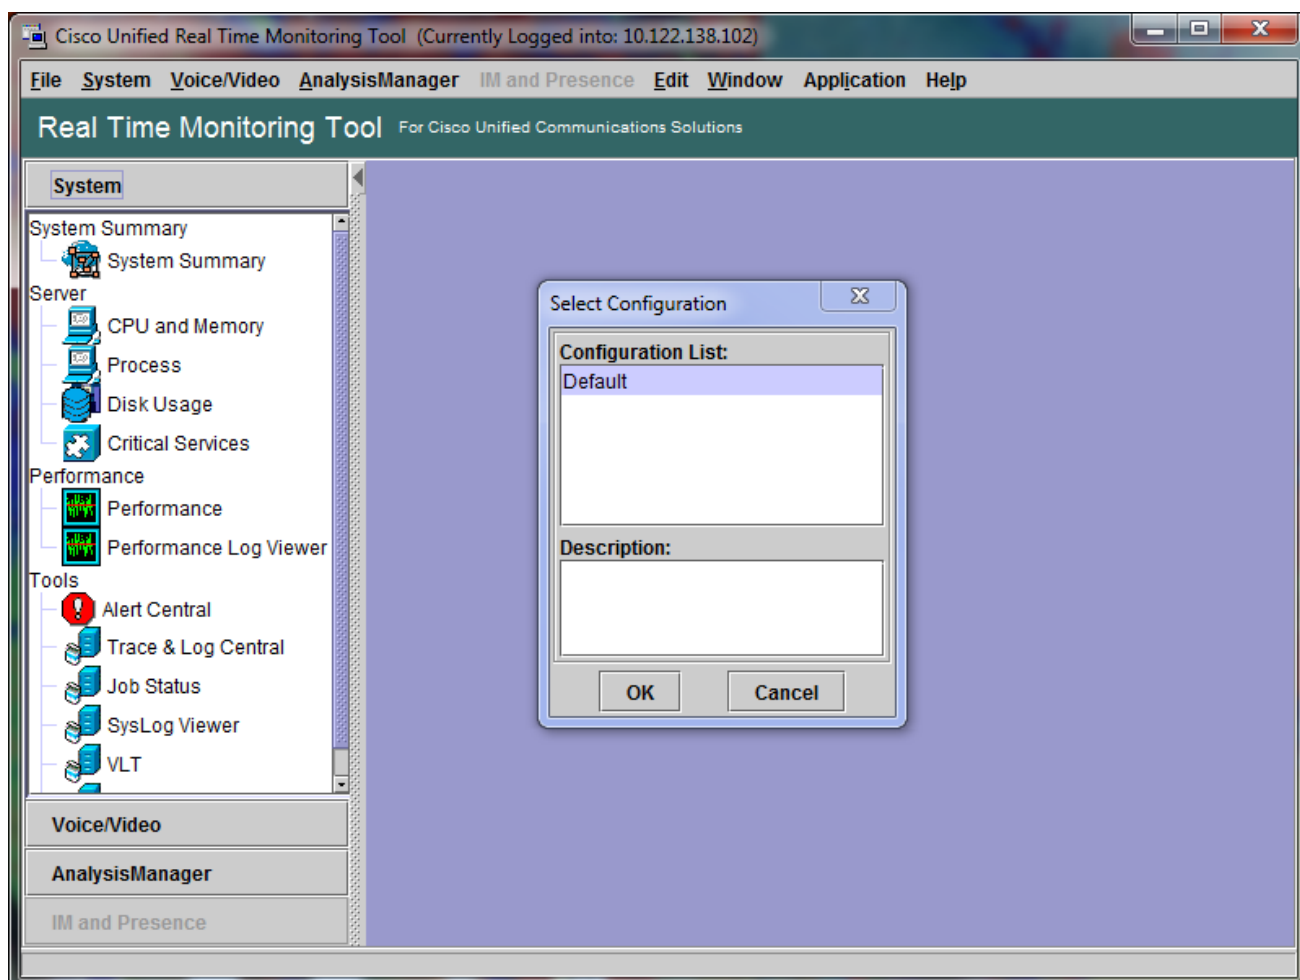 Cisco Unified Real Time Monitoring Tool (Currently Logged into: 10.122.138.102)
File System Voice/Video AnalysisManager IM and Presence Edit Window Application Help
Real Time Monitoring Tool For Cisco Unified Communications Solutions
System
System Summary
System Summary
Server
CPU and Memory
Process
Disk Usage
Critical Services
Performance
Performance
Performance Log Viewer
Tools
Alert Central
Trace & Log Central
Job Status
SysLog Viewer
VLT
Voice/Video
AnalysisManager
IM and Presence
Select Configuration
Configuration List:
Default
Description:
OK Cancel